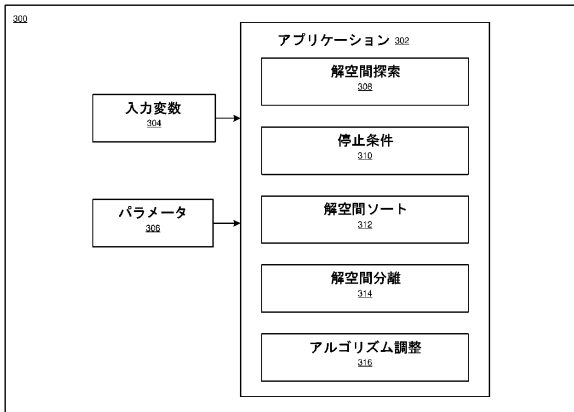 300
アプリケーション 302
解空間探索
308
入力変数
304
停止条件
310
パラメータ
306
解空間ソート
312
解空間分離
314
アルゴリズム調整
316